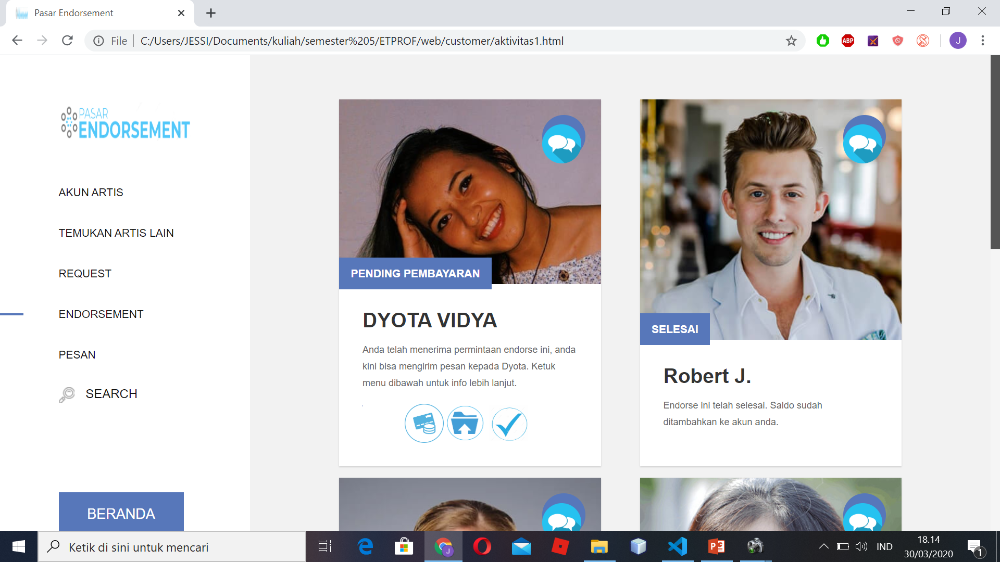 Pasar Endorsement
File
C:/Users/JESSI/Documents/kuliah/semester%205/ETPROF/web/customer/aktivitas1.html
ABP
J
PASAR
ENDORSEMENT
AKUN ARTIS
TEMUKAN ARTIS LAIN
REQUEST
ENDORSEMENT
PESAN
SEARCH
BERANDA
PENDING PEMBAYARAN
DYOTA VIDYA
Anda telah menerima permintaan endorse ini, anda
kini bisa mengirim pesan kepada Dyota. Ketuk
menu dibawah untuk info lebih lanjut.
SELESAI
Robert J.
Endorse ini telah selesai. Saldo sudah
ditambahkan ke akun anda.
Ketik di sini untuk mencari
J
IND
18.14
30/03/2020
1